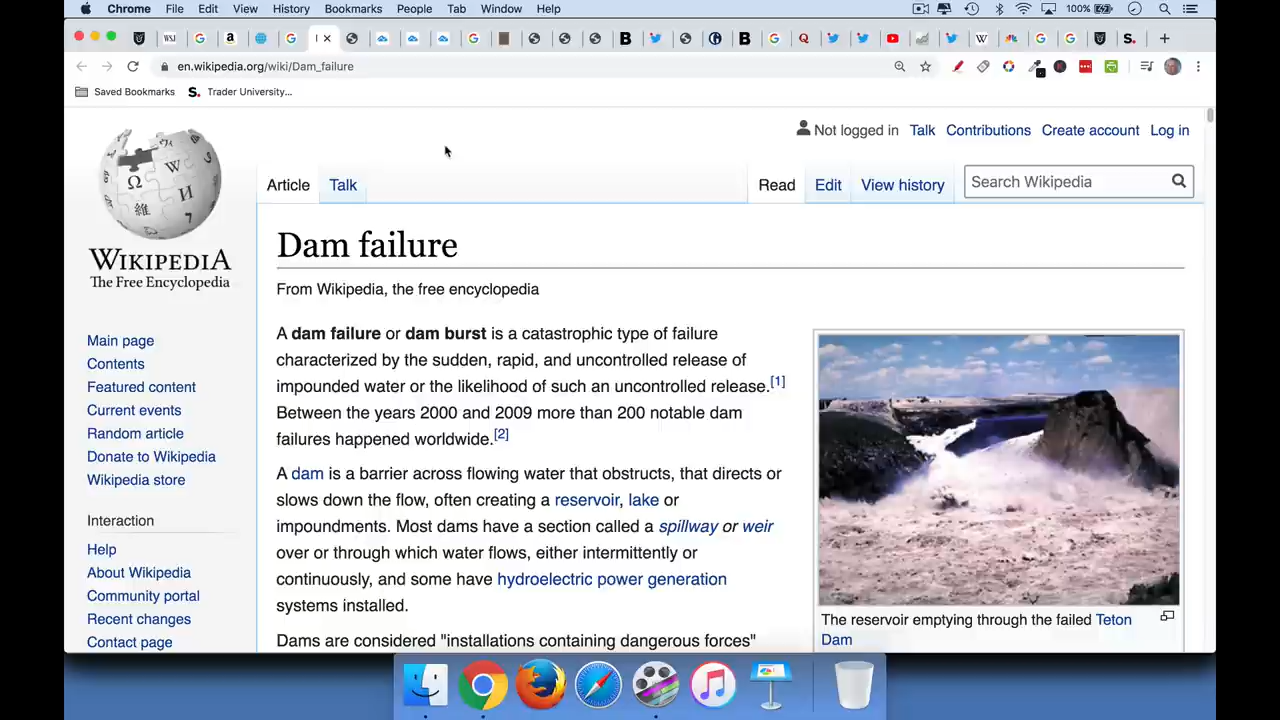 Chrome File Edit View History Bookmarks People Tab Window Help 100%
WSJ
en.wikipedia.org/wiki/Dam_failure
Saved Bookmarks S. Trader University...
Not logged in Talk Contributions Create account Log in
Article Talk Read Edit View history Search Wikipedia
WIKIPEDIA
The Free Encyclopedia
Main page
Contents
Featured content
Current events
Random article
Donate to Wikipedia
Wikipedia store
Interaction
Help
About Wikipedia
Community portal
Recent changes
Contact page
Dam failure
From Wikipedia, the free encyclopedia
A dam failure or dam burst is a catastrophic type of failure
characterized by the sudden, rapid, and uncontrolled release of
impounded water or the likelihood of such an uncontrolled release.[1]
Between the years 2000 and 2009 more than 200 notable dam
failures happened worldwide.[2]
A dam is a barrier across flowing water that obstructs, that directs or
slows down the flow, often creating a reservoir, lake or
impoundments. Most dams have a section called a spillway or weir
over or through which water flows, either intermittently or
continuously, and some have hydroelectric power generation
systems installed.
Dams are considered "installations containing dangerous forces"
The reservoir emptying through the failed Teton
Dam